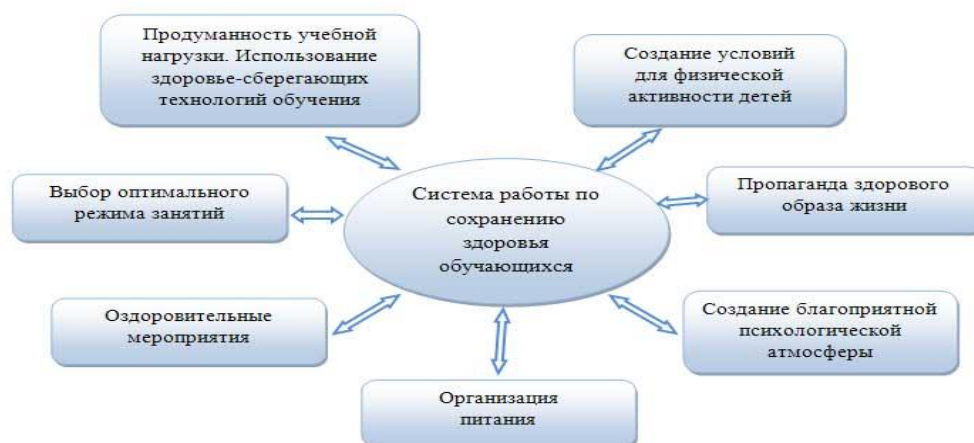 Продуманность учебной
нагрузки. Использование
здоровье-сберегающих
технологий обучения
Создание условий
для физической
активности детей
Выбор оптимального
режима занятий
Система работы по
сохранению
здоровья
обучающихся
Пропаганда здорового
образа жизни
Оздоровительные
мероприятия
Создание благоприятной
психологической
атмосферы
Организация
питания